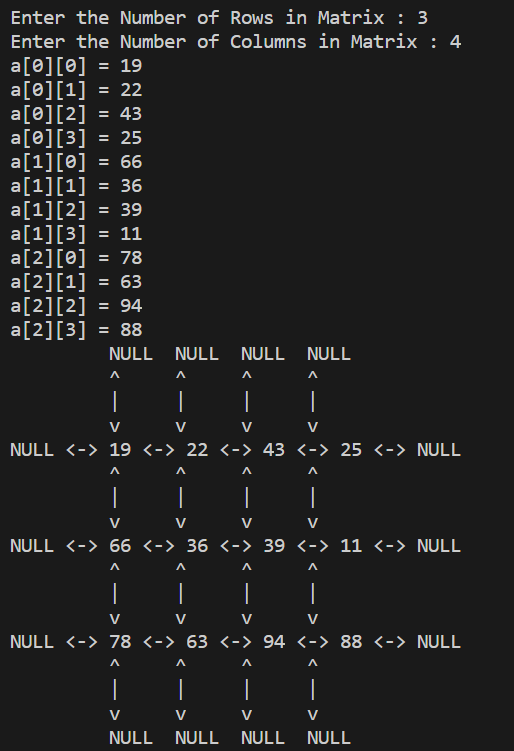 Enter the Number of Rows in Matrix : 3
Enter the Number of Columns in Matrix : 4
a[0][0] = 19
a[0][1] = 22
a[0][2] = 43
a[0][3] = 25
a[1][0] = 66
a[1][1] = 36
a[1][2] = 39
a[1][3] = 11
a[2][0] = 78
a[2][1] = 63
a[2][2] = 94
a[2][3] = 88
         NULL  NULL  NULL  NULL
         ^     ^     ^     ^
         |     |     |     |
         v     v     v     v
NULL <-> 19 <-> 22 <-> 43 <-> 25 <-> NULL
         ^     ^     ^     ^
         |     |     |     |
         v     v     v     v
NULL <-> 66 <-> 36 <-> 39 <-> 11 <-> NULL
         ^     ^     ^     ^
         |     |     |     |
         v     v     v     v
NULL <-> 78 <-> 63 <-> 94 <-> 88 <-> NULL
         ^     ^     ^     ^
         |     |     |     |
         v     v     v     v
         NULL  NULL  NULL  NULL